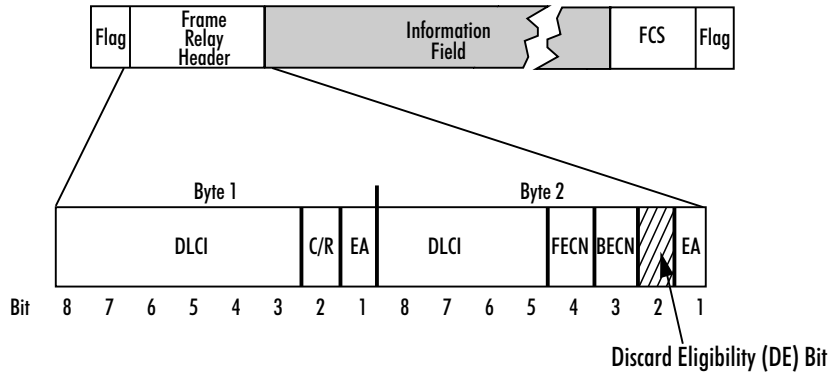 Flag
Frame
Relay
Header
Information
Field
FCS
Flag
Byte 1
Byte 2
DLCI
C/R
EA
DLCI
FECN
BECN
EA
Bit 8 7 6 5 4 3 2 1 8 7 6 5 4 3 2 1
Discard Eligibility (DE) Bit